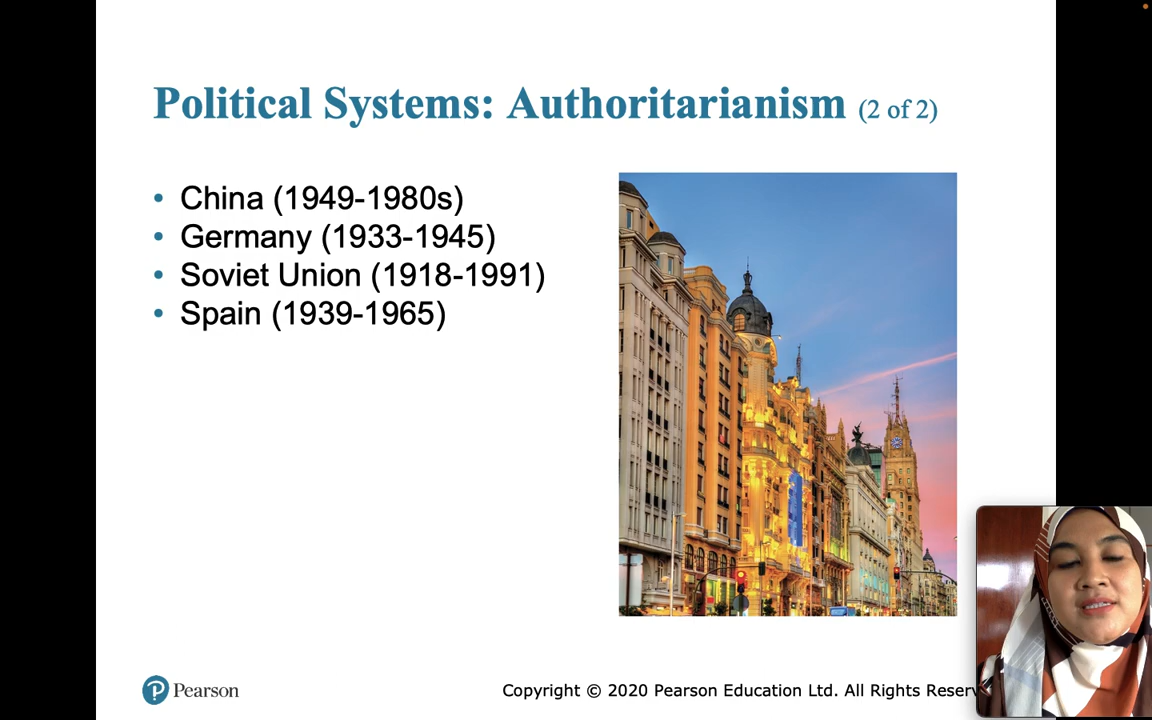 Political Systems: Authoritarianism (2 of 2)
• China (1949-1980s)
• Germany (1933-1945)
• Soviet Union (1918-1991)
• Spain (1939-1965)
Pearson
Copyright © 2020 Pearson Education Ltd. All Rights Reserv